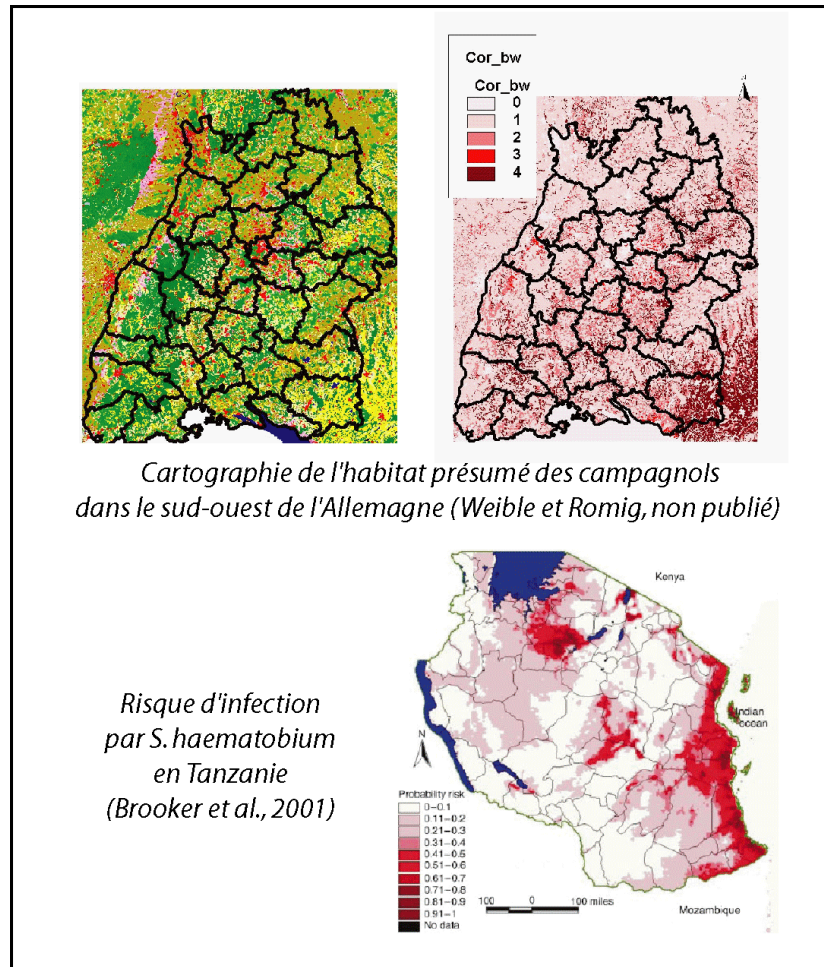 Cor_bw
Cor_bw
0
1
2
3
4
Cartographie de l'habitat présumé des campagnols
dans le sud-ouest de l'Allemagne (Weible et Romig, non publié)
Risque d'infection
par S. haematobium
en Tanzanie
(Brooker et al., 2001)
Kenya
Indian
ocean
N
Probability risk
0–0.1
0.11–0.2
0.21–0.3
0.31–0.4
0.41–0.5
0.51–0.6
0.61–0.7
0.71–0.8
0.81–0.9
0.91–1
No data
100 0 100 miles
Mozambique